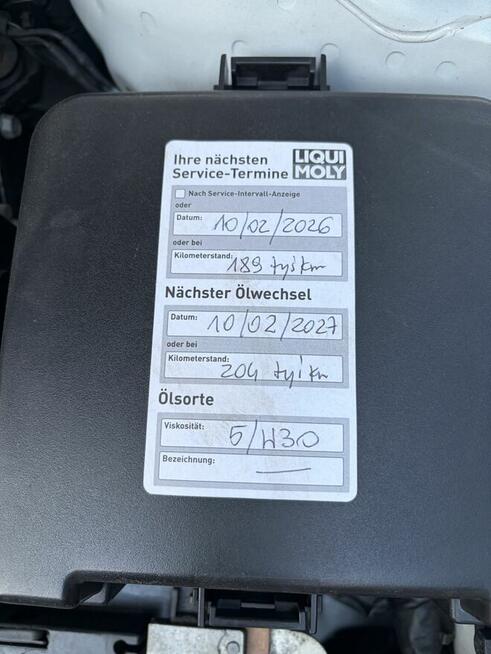 Ihre nächsten
Service-Termine
LIQUI
MOLY
Nach Service-Intervall-Anzeige
oder
Datum: 10/02/2026
oder bei
Kilometerstand: 189 tyś km
Nächster Ölwechsel
Datum: 10/02/2027
oder bei
Kilometerstand: 204 tyś km
Ölsorte
Viskosität: 5/W30
Bezeichnung: —